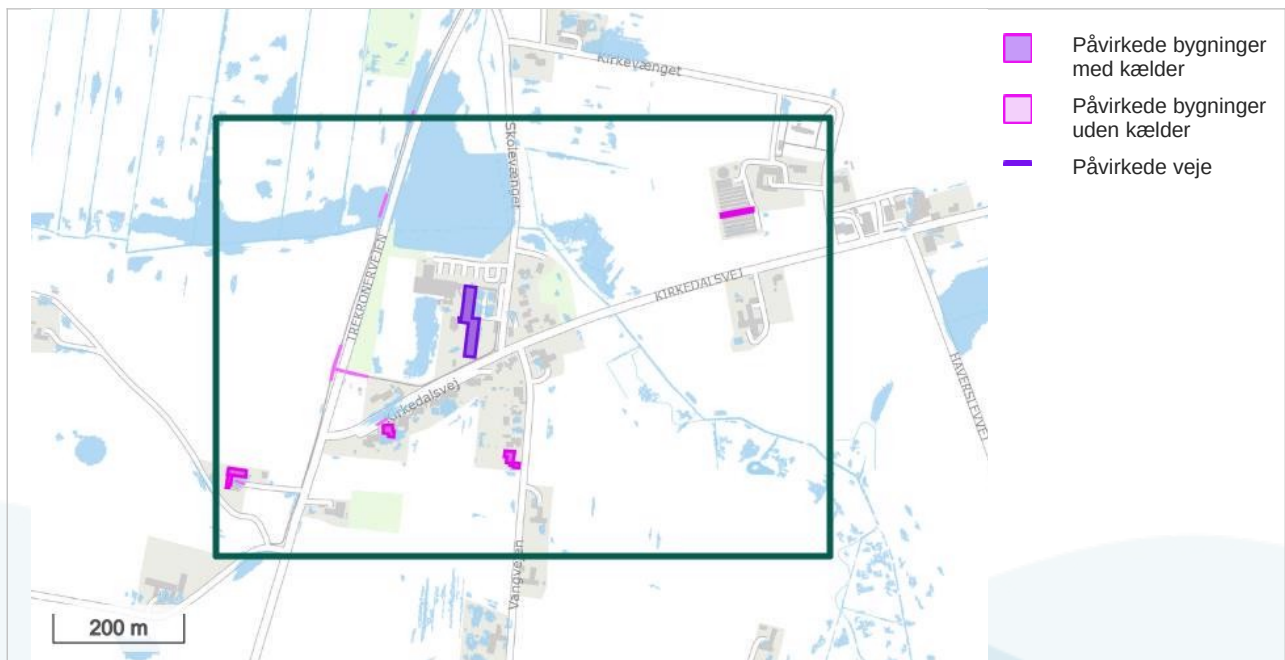 Kirkevænget
Skolevænget
TREKRONERVEJEN
KIRKEDALSVEJ
Kirkedalsvej
HAVERSLEVVEJ
Vangvejen
200 m
Påvirkede bygninger
med kælder
Påvirkede bygninger
uden kælder
Påvirkede veje